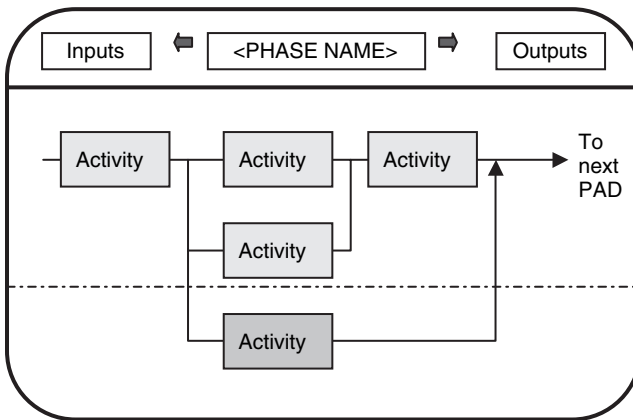 Inputs
<PHASE NAME>
Outputs
Activity
Activity
Activity
To
next
PAD
Activity
Activity